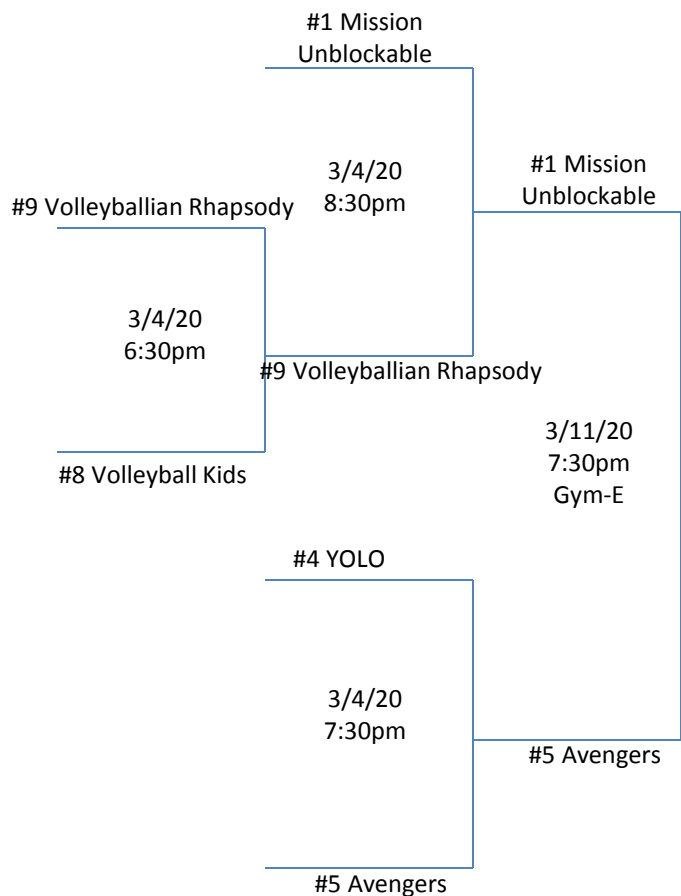 #1 Mission
Unblockable
3/4/20
8:30pm
#1 Mission
Unblockable
#9 Volleyballian Rhapsody
3/4/20
6:30pm
#9 Volleyballian Rhapsody
3/11/20
7:30pm
Gym-E
#8 Volleyball Kids
#4 YOLO
3/4/20
7:30pm
#5 Avengers
#5 Avengers